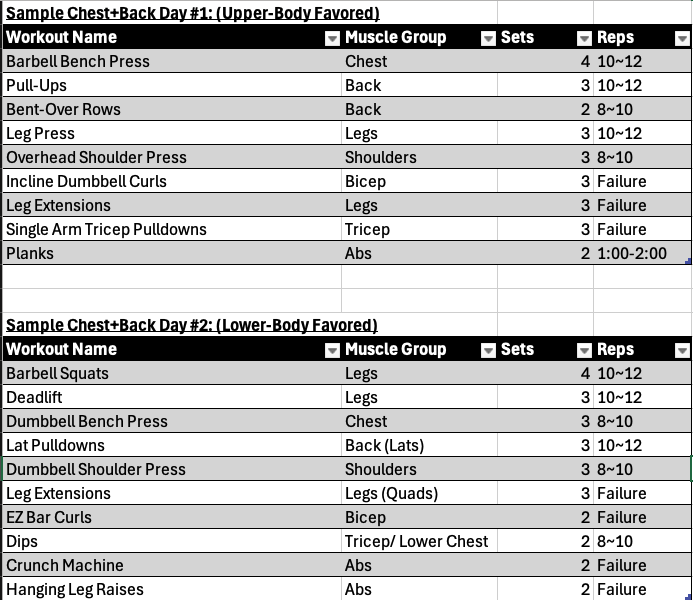 Sample Chest+Back Day #1: (Upper-Body Favored)
Workout Name Muscle Group Sets Reps
Barbell Bench Press Chest 4 10~12
Pull-Ups Back 3 10~12
Bent-Over Rows Back 2 8~10
Leg Press Legs 3 10~12
Overhead Shoulder Press Shoulders 3 8~10
Incline Dumbbell Curls Bicep 3 Failure
Leg Extensions Legs 3 Failure
Single Arm Tricep Pulldowns Tricep 3 Failure
Planks Abs 2 1:00-2:00
Sample Chest+Back Day #2: (Lower-Body Favored)
Workout Name Muscle Group Sets Reps
Barbell Squats Legs 4 10~12
Deadlift Legs 3 10~12
Dumbbell Bench Press Chest 3 8~10
Lat Pulldowns Back (Lats) 3 10~12
Dumbbell Shoulder Press Shoulders 3 8~10
Leg Extensions Legs (Quads) 3 Failure
EZ Bar Curls Bicep 2 Failure
Dips Tricep/ Lower Chest 2 8~10
Crunch Machine Abs 2 Failure
Hanging Leg Raises Abs 2 Failure